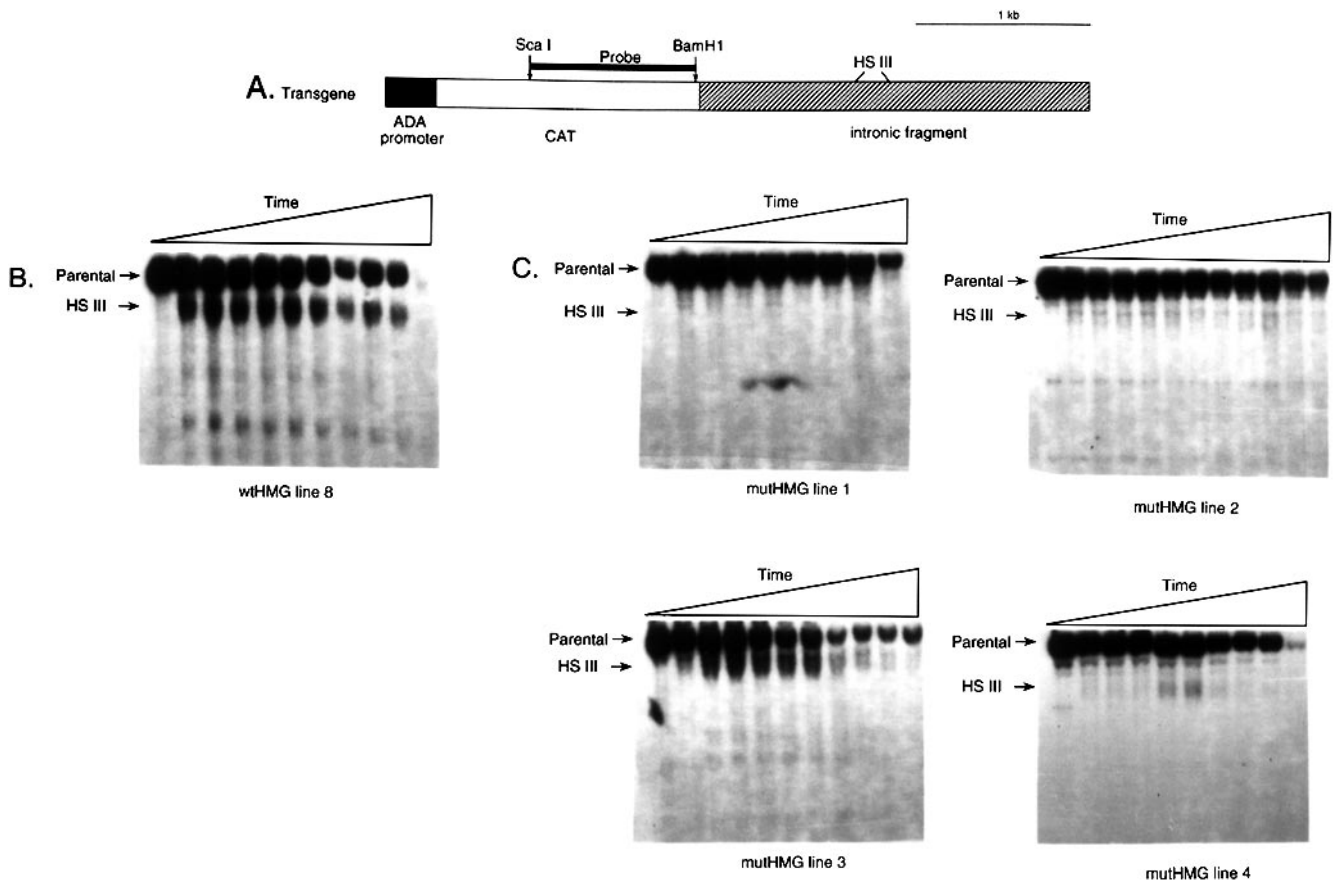 1 kb
Sca I
BamH1
Probe
HS III
A. Transgene
ADA
promoter
CAT
intronic fragment
Time
B.
Parental
HS III
wtHMG line 8
C.
Time
Parental
HS III
mutHMG line 1
Time
Parental
HS III
mutHMG line 2
Time
Parental
HS III
mutHMG line 3
Time
Parental
HS III
mutHMG line 4